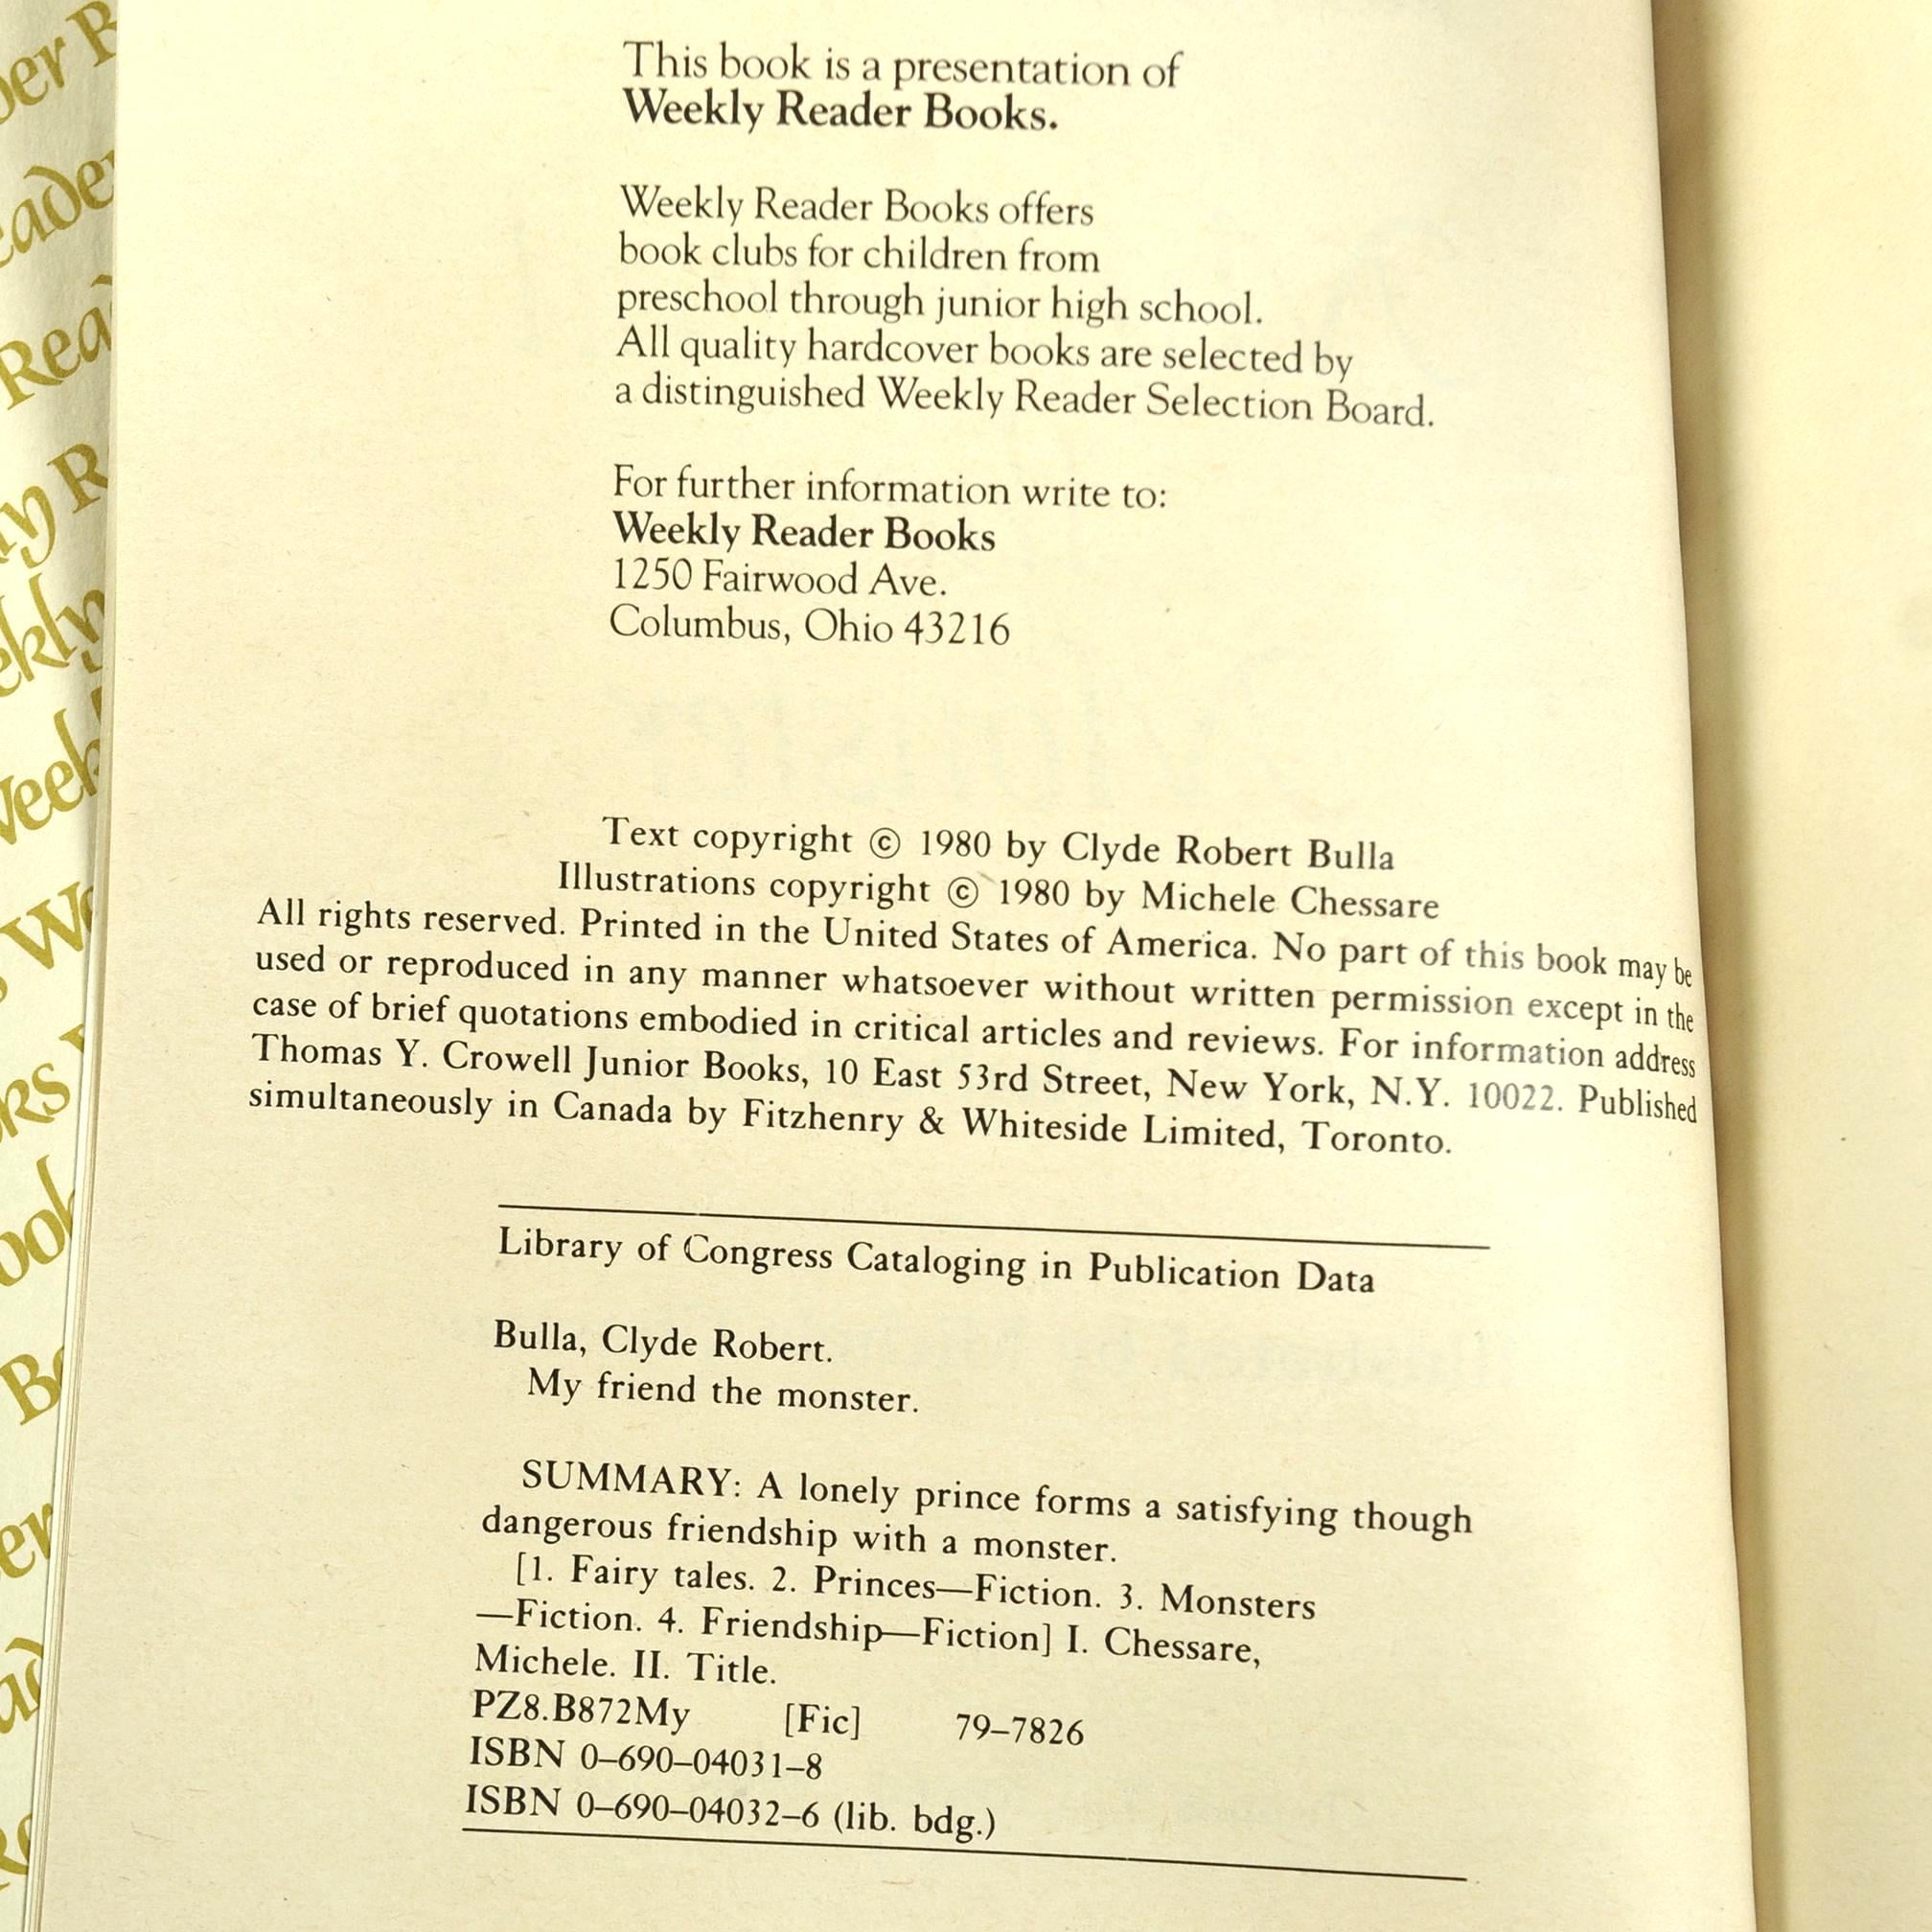 This book is a presentation of
Weekly Reader Books.
Weekly Reader Books offers
book clubs for children from
preschool through junior high school.
All quality hardcover books are selected by
a distinguished Weekly Reader Selection Board.
For further information write to:
Weekly Reader Books
1250 Fairwood Ave.
Columbus, Ohio 43216
Text copyright © 1980 by Clyde Robert Bulla
Illustrations copyright © 1980 by Michele Chessare
All rights reserved. Printed in the United States of America. No part of this book may be
used or reproduced in any manner whatsoever without written permission except in the
case of brief quotations embodied in critical articles and reviews. For information address
Thomas Y. Crowell Junior Books, 10 East 53rd Street, New York, N.Y. 10022. Published
simultaneously in Canada by Fitzhenry & Whiteside Limited, Toronto.
Library of Congress Cataloging in Publication Data
Bulla, Clyde Robert.
My friend the monster.
SUMMARY: A lonely prince forms a satisfying though
dangerous friendship with a monster.
[1. Fairy tales. 2. Princes—Fiction. 3. Monsters
—Fiction. 4. Friendship—Fiction] I. Chessare,
Michele. II. Title.
PZ8.B872My [Fic] 79–7826
ISBN 0–690–04031–8
ISBN 0–690–04032–6 (lib. bdg.)